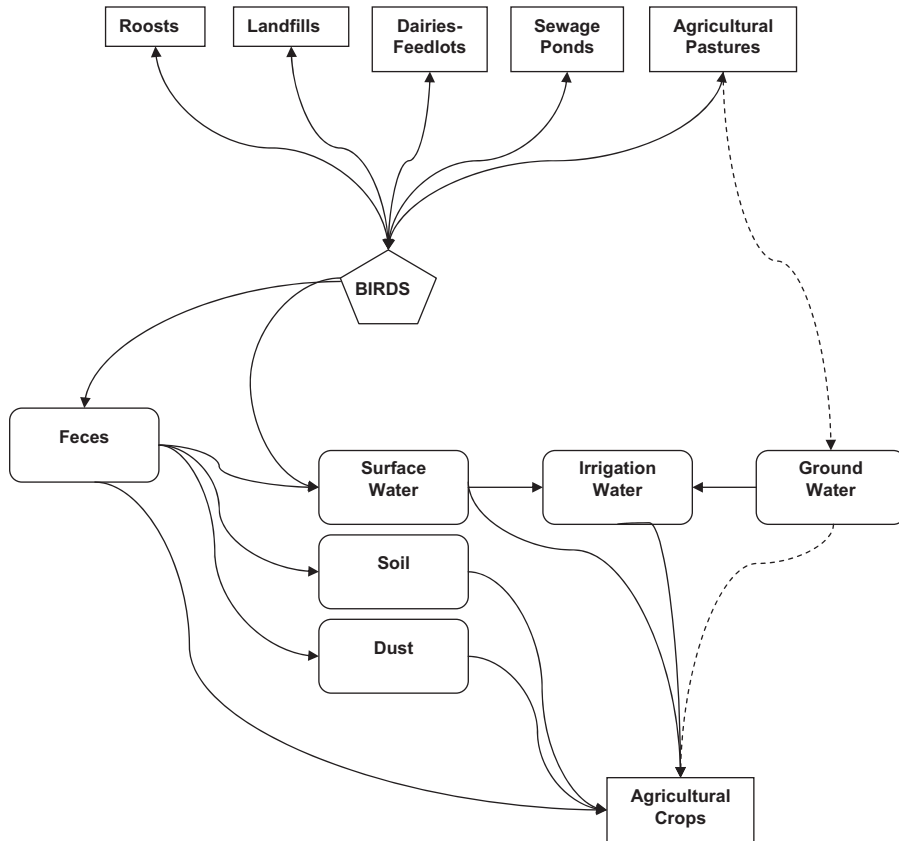 Roosts
Landfills
Dairies-
Feedlots
Sewage
Ponds
Agricultural
Pastures
BIRDS
Feces
Surface
Water
Irrigation
Water
Ground
Water
Soil
Dust
Agricultural
Crops